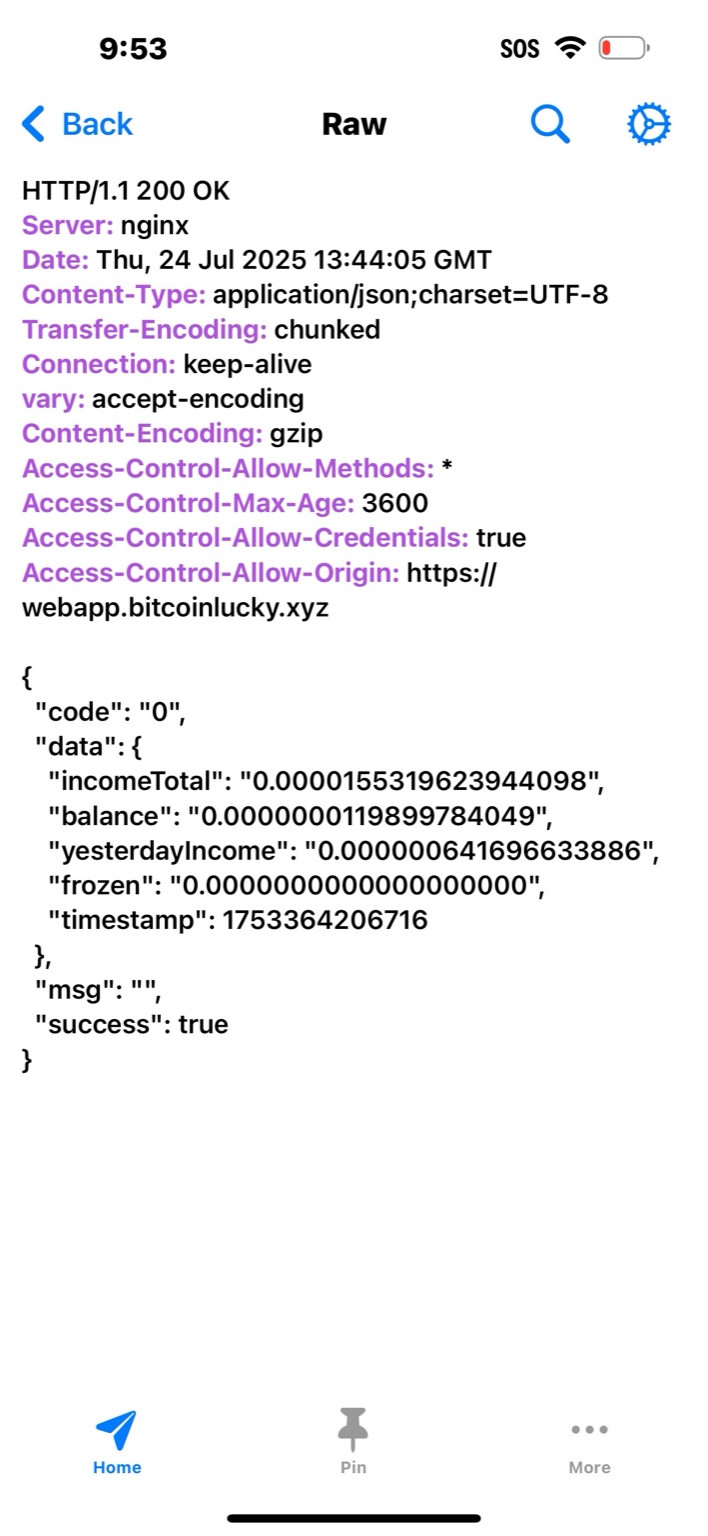 9:53
SOS
Back
Raw
HTTP/1.1 200 OK
Server: nginx
Date: Thu, 24 Jul 2025 13:44:05 GMT
Content-Type: application/json;charset=UTF-8
Transfer-Encoding: chunked
Connection: keep-alive
vary: accept-encoding
Content-Encoding: gzip
Access-Control-Allow-Methods: *
Access-Control-Max-Age: 3600
Access-Control-Allow-Credentials: true
Access-Control-Allow-Origin: https://
webapp.bitcoinlucky.xyz
{
"code": "0",
"data": {
"incomeTotal": "0.0000155319623944098",
"balance": "0.0000000119899784049",
"yesterdayIncome": "0.000000641696633886",
"frozen": "0.0000000000000000000",
"timestamp": 1753364206716
},
"msg": "",
"success": true
}
Home
Pin
More